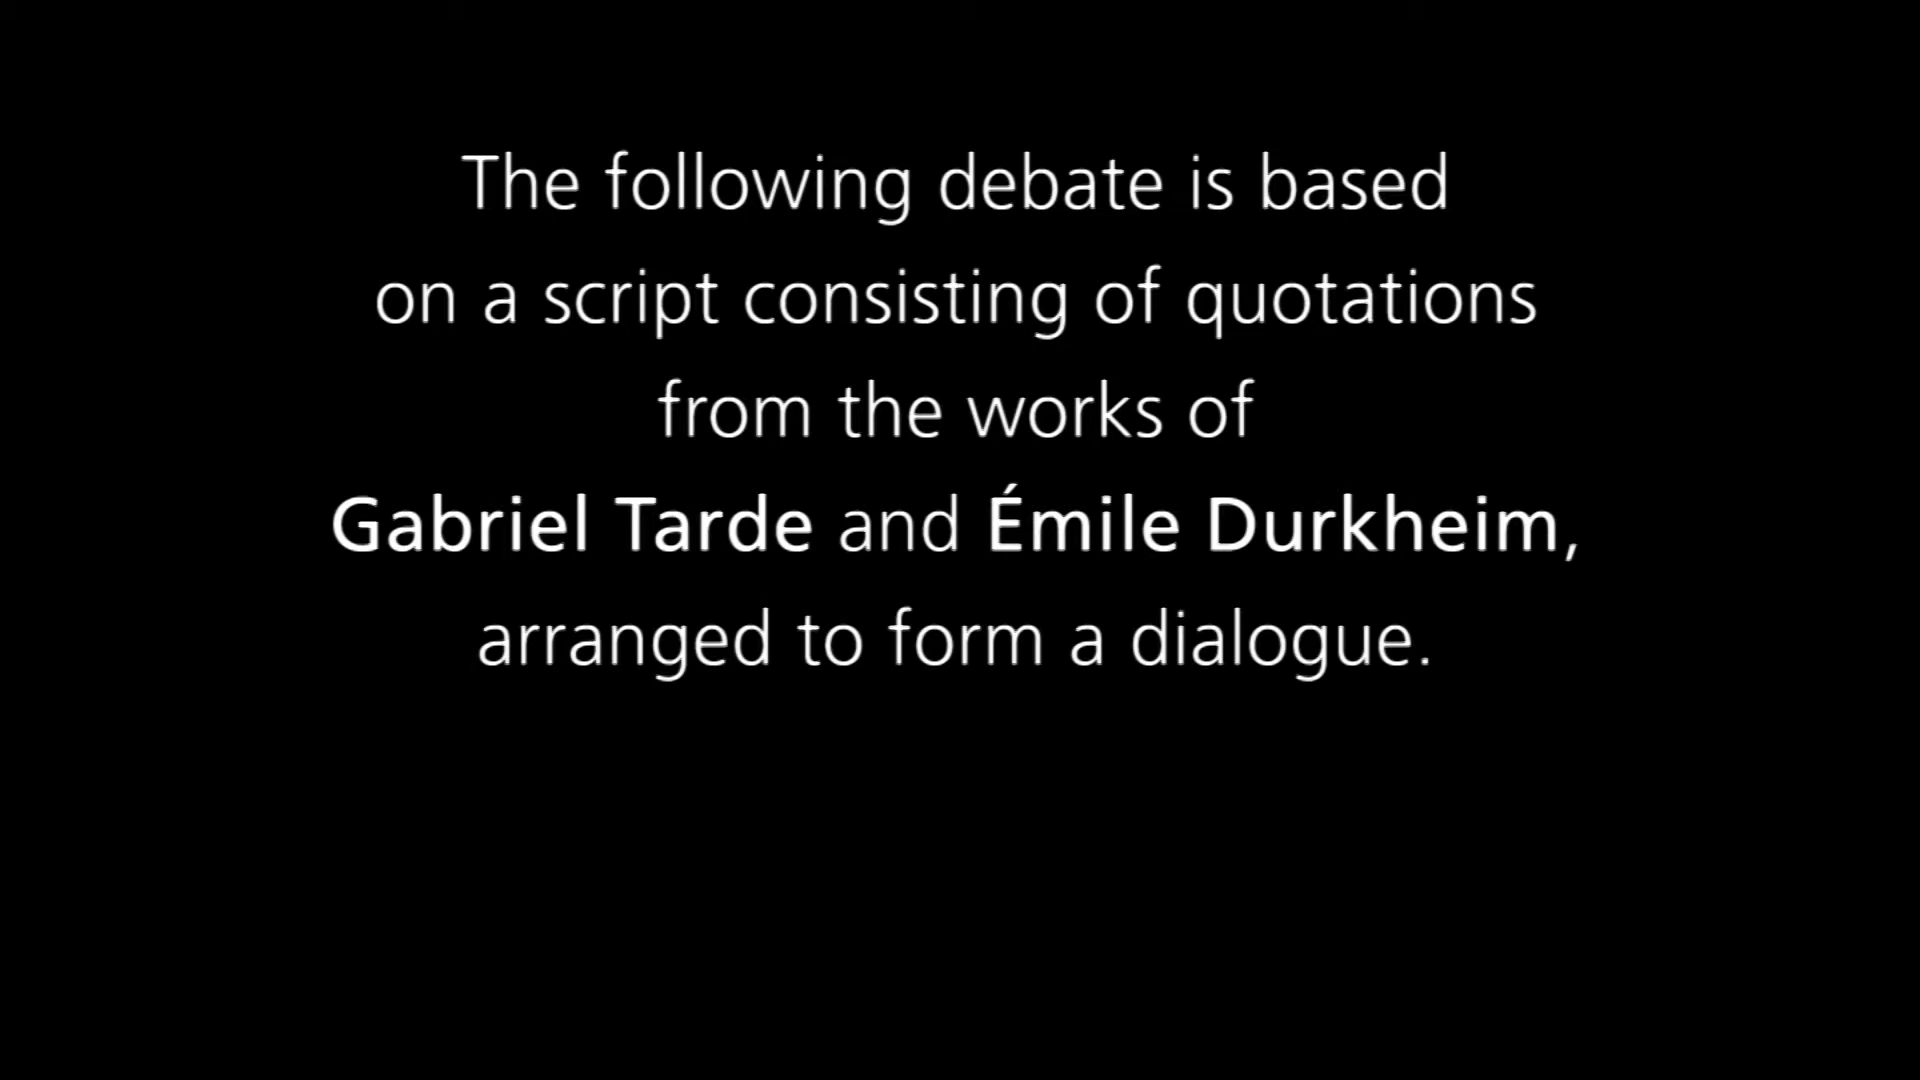 The following debate is based
on a script consisting of quotations
from the works of
Gabriel Tarde and Émile Durkheim,
arranged to form a dialogue.